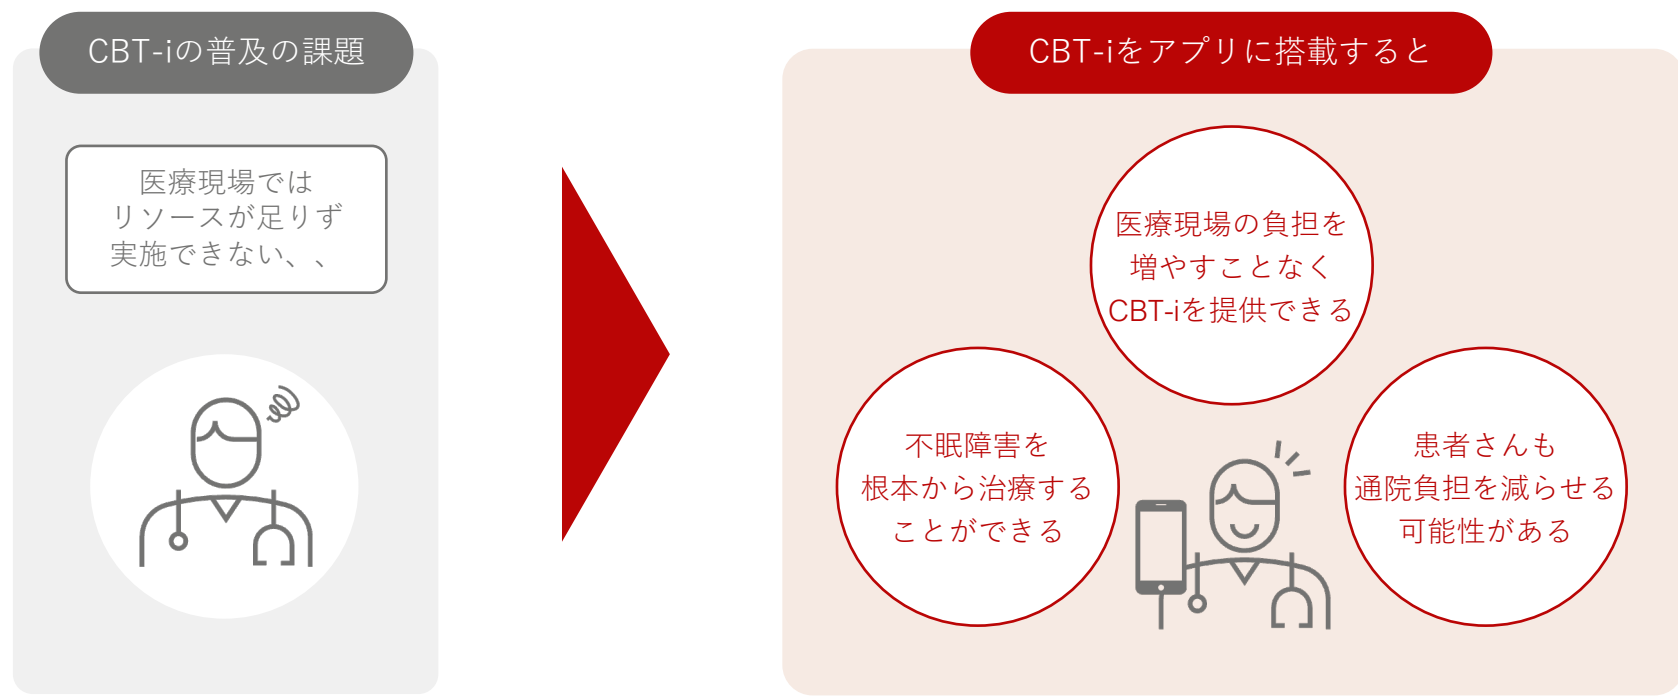 CBT-iの普及の課題
医療現場では
リソースが足りず
実施できない、、
CBT-iをアプリに搭載すると
医療現場の負担を
増やすことなく
CBT-iを提供できる
不眠障害を
根本から治療する
ことができる
患者さんも
通院負担を減らせる
可能性がある